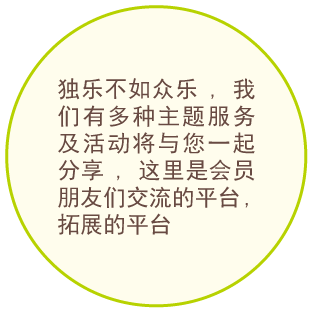 独乐不如众乐，我
们有多种主题服务
及活动将与您一起
分享，这里是会员
朋友们交流的平台，
拓展的平台